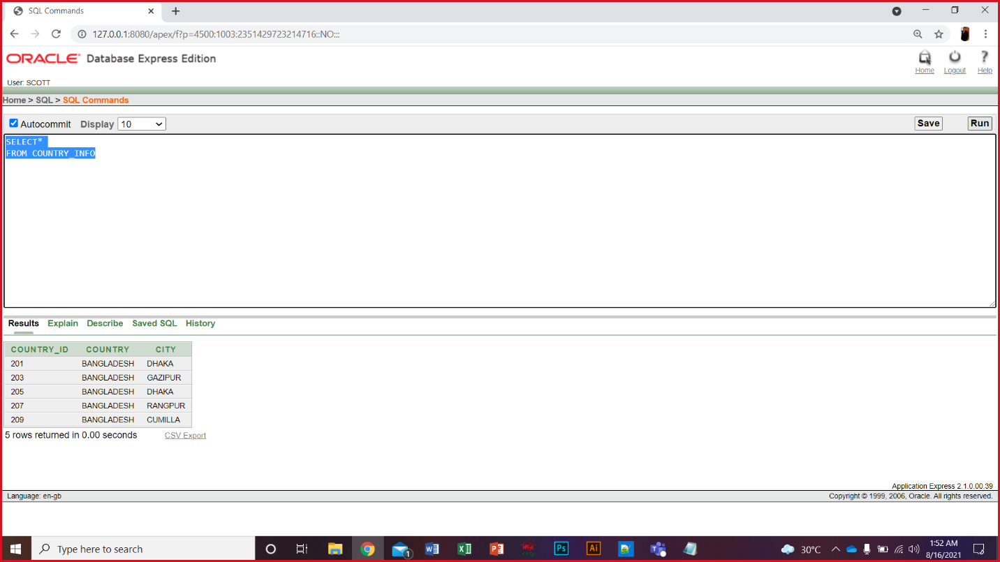 SQL Commands
127.0.0.1:8080/apex/f?p=4500:1003:2351429723214716::NO:::
ORACLE Database Express Edition
Home Logout Help
User: SCOTT
Home > SQL > SQL Commands
Autocommit Display 10 Save Run
SELECT*
FROM COUNTRY_INFO
Results Explain Describe Saved SQL History
COUNTRY_ID COUNTRY CITY
201 BANGLADESH DHAKA
203 BANGLADESH GAZIPUR
205 BANGLADESH DHAKA
207 BANGLADESH RANGPUR
209 BANGLADESH CUMILLA
5 rows returned in 0.00 seconds CSV Export
Application Express 2.1.0.00.39
Language: en-gb Copyright © 1999, 2006, Oracle. All rights reserved.
Type here to search 1 Ps Ai 30°C 1:52 AM
8/16/2021